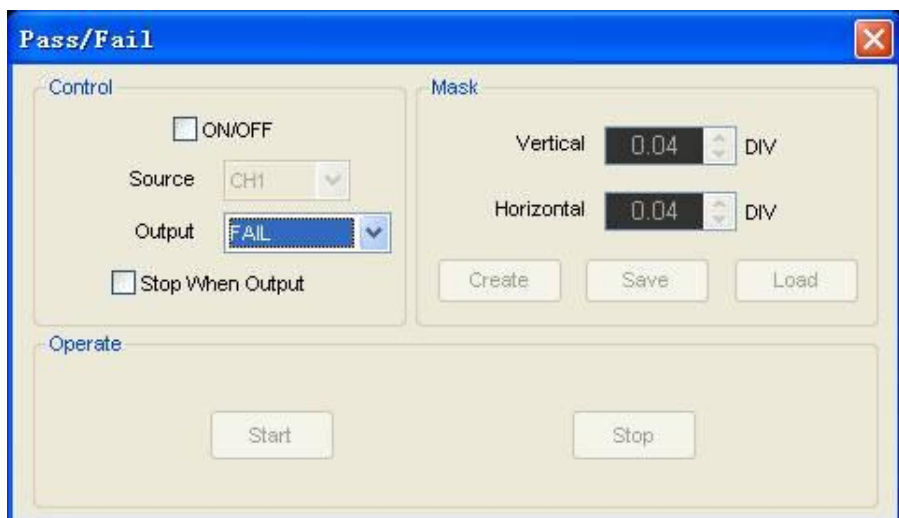 Pass/Fail
Control
ON/OFF
Source CH1
Output FAIL
Stop When Output
Mask
Vertical 0.04 DIV
Horizontal 0.04 DIV
Create Save Load
Operate
Start Stop